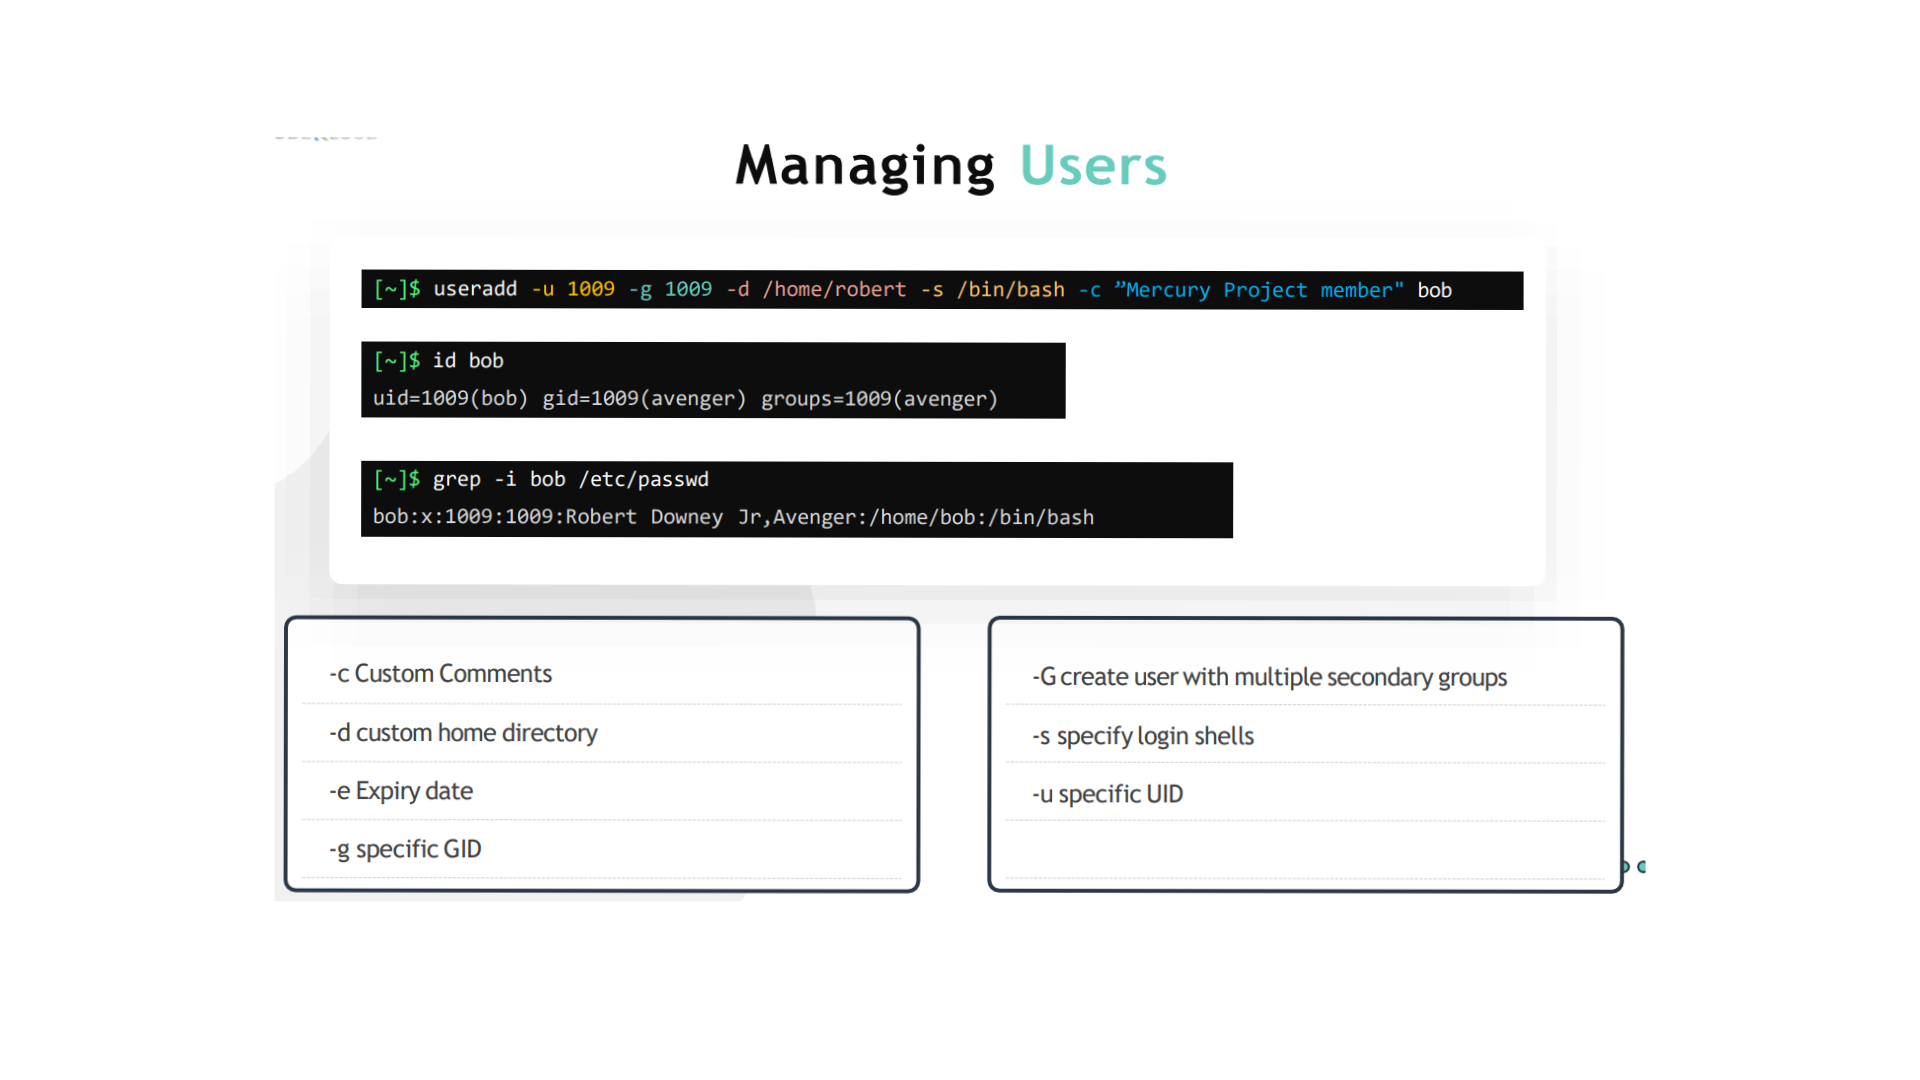 Managing Users
[~]$ useradd -u 1009 -g 1009 -d /home/robert -s /bin/bash -c ”Mercury Project member" bob
[~]$ id bob
uid=1009(bob) gid=1009(avenger) groups=1009(avenger)
[~]$ grep -i bob /etc/passwd
bob:x:1009:1009:Robert Downey Jr,Avenger:/home/bob:/bin/bash
-c Custom Comments
-d custom home directory
-e Expiry date
-g specific GID
-G create user with multiple secondary groups
-s specify login shells
-u specific UID